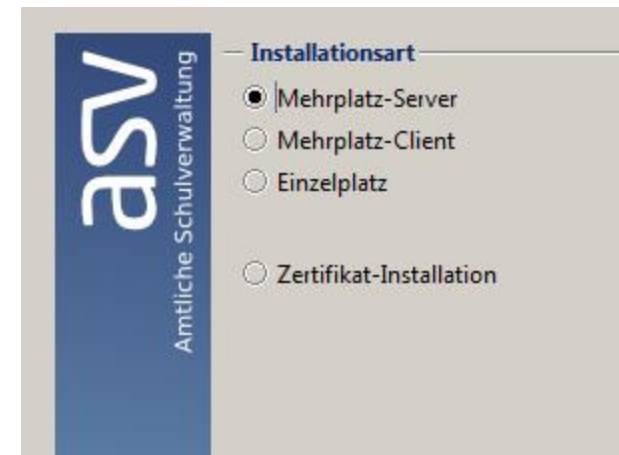 asv
Amtliche Schulverwaltung
Installationsart
Mehrplatz-Server
Mehrplatz-Client
Einzelplatz
Zertifikat-Installation